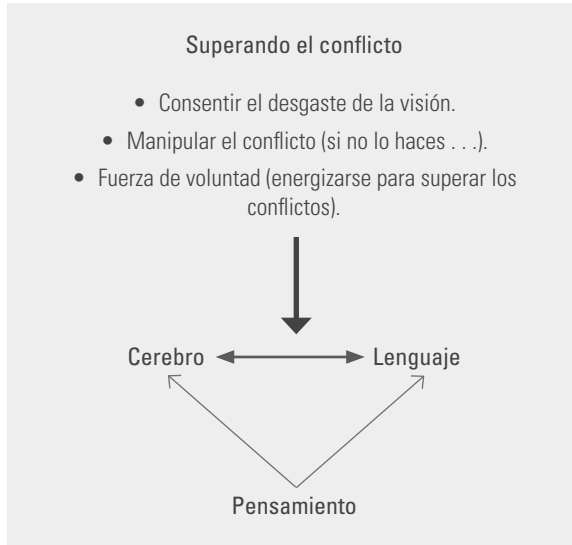 Superando el conflicto
• Consentir el desgaste de la visión.
• Manipular el conflicto (si no lo haces . . .).
• Fuerza de voluntad (energizarse para superar los
conflictos).
Cerebro Lenguaje
Pensamiento